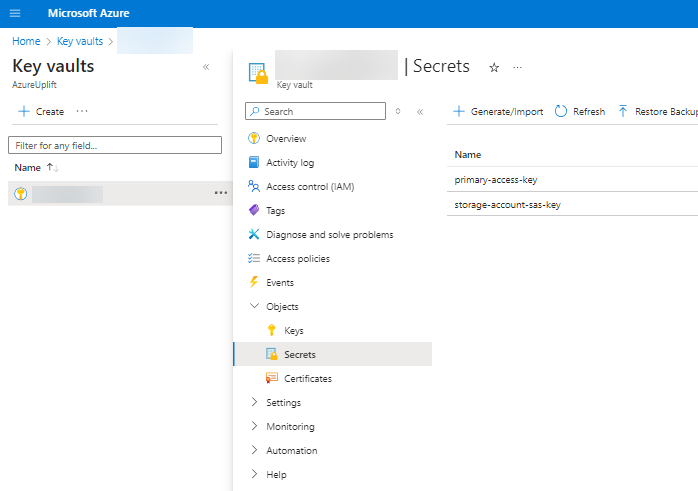 Microsoft Azure
Home > Key vaults >
Key vaults
AzureUplift
+ Create ...
Filter for any field...
Name ↑↓
...
| Secrets ☆ ...
Key vault
Search
Overview
Activity log
Access control (IAM)
Tags
Diagnose and solve problems
Access policies
Events
Objects
Keys
Secrets
Certificates
Settings
Monitoring
Automation
Help
+ Generate/Import Refresh Restore Backup
Name
primary-access-key
storage-account-sas-key